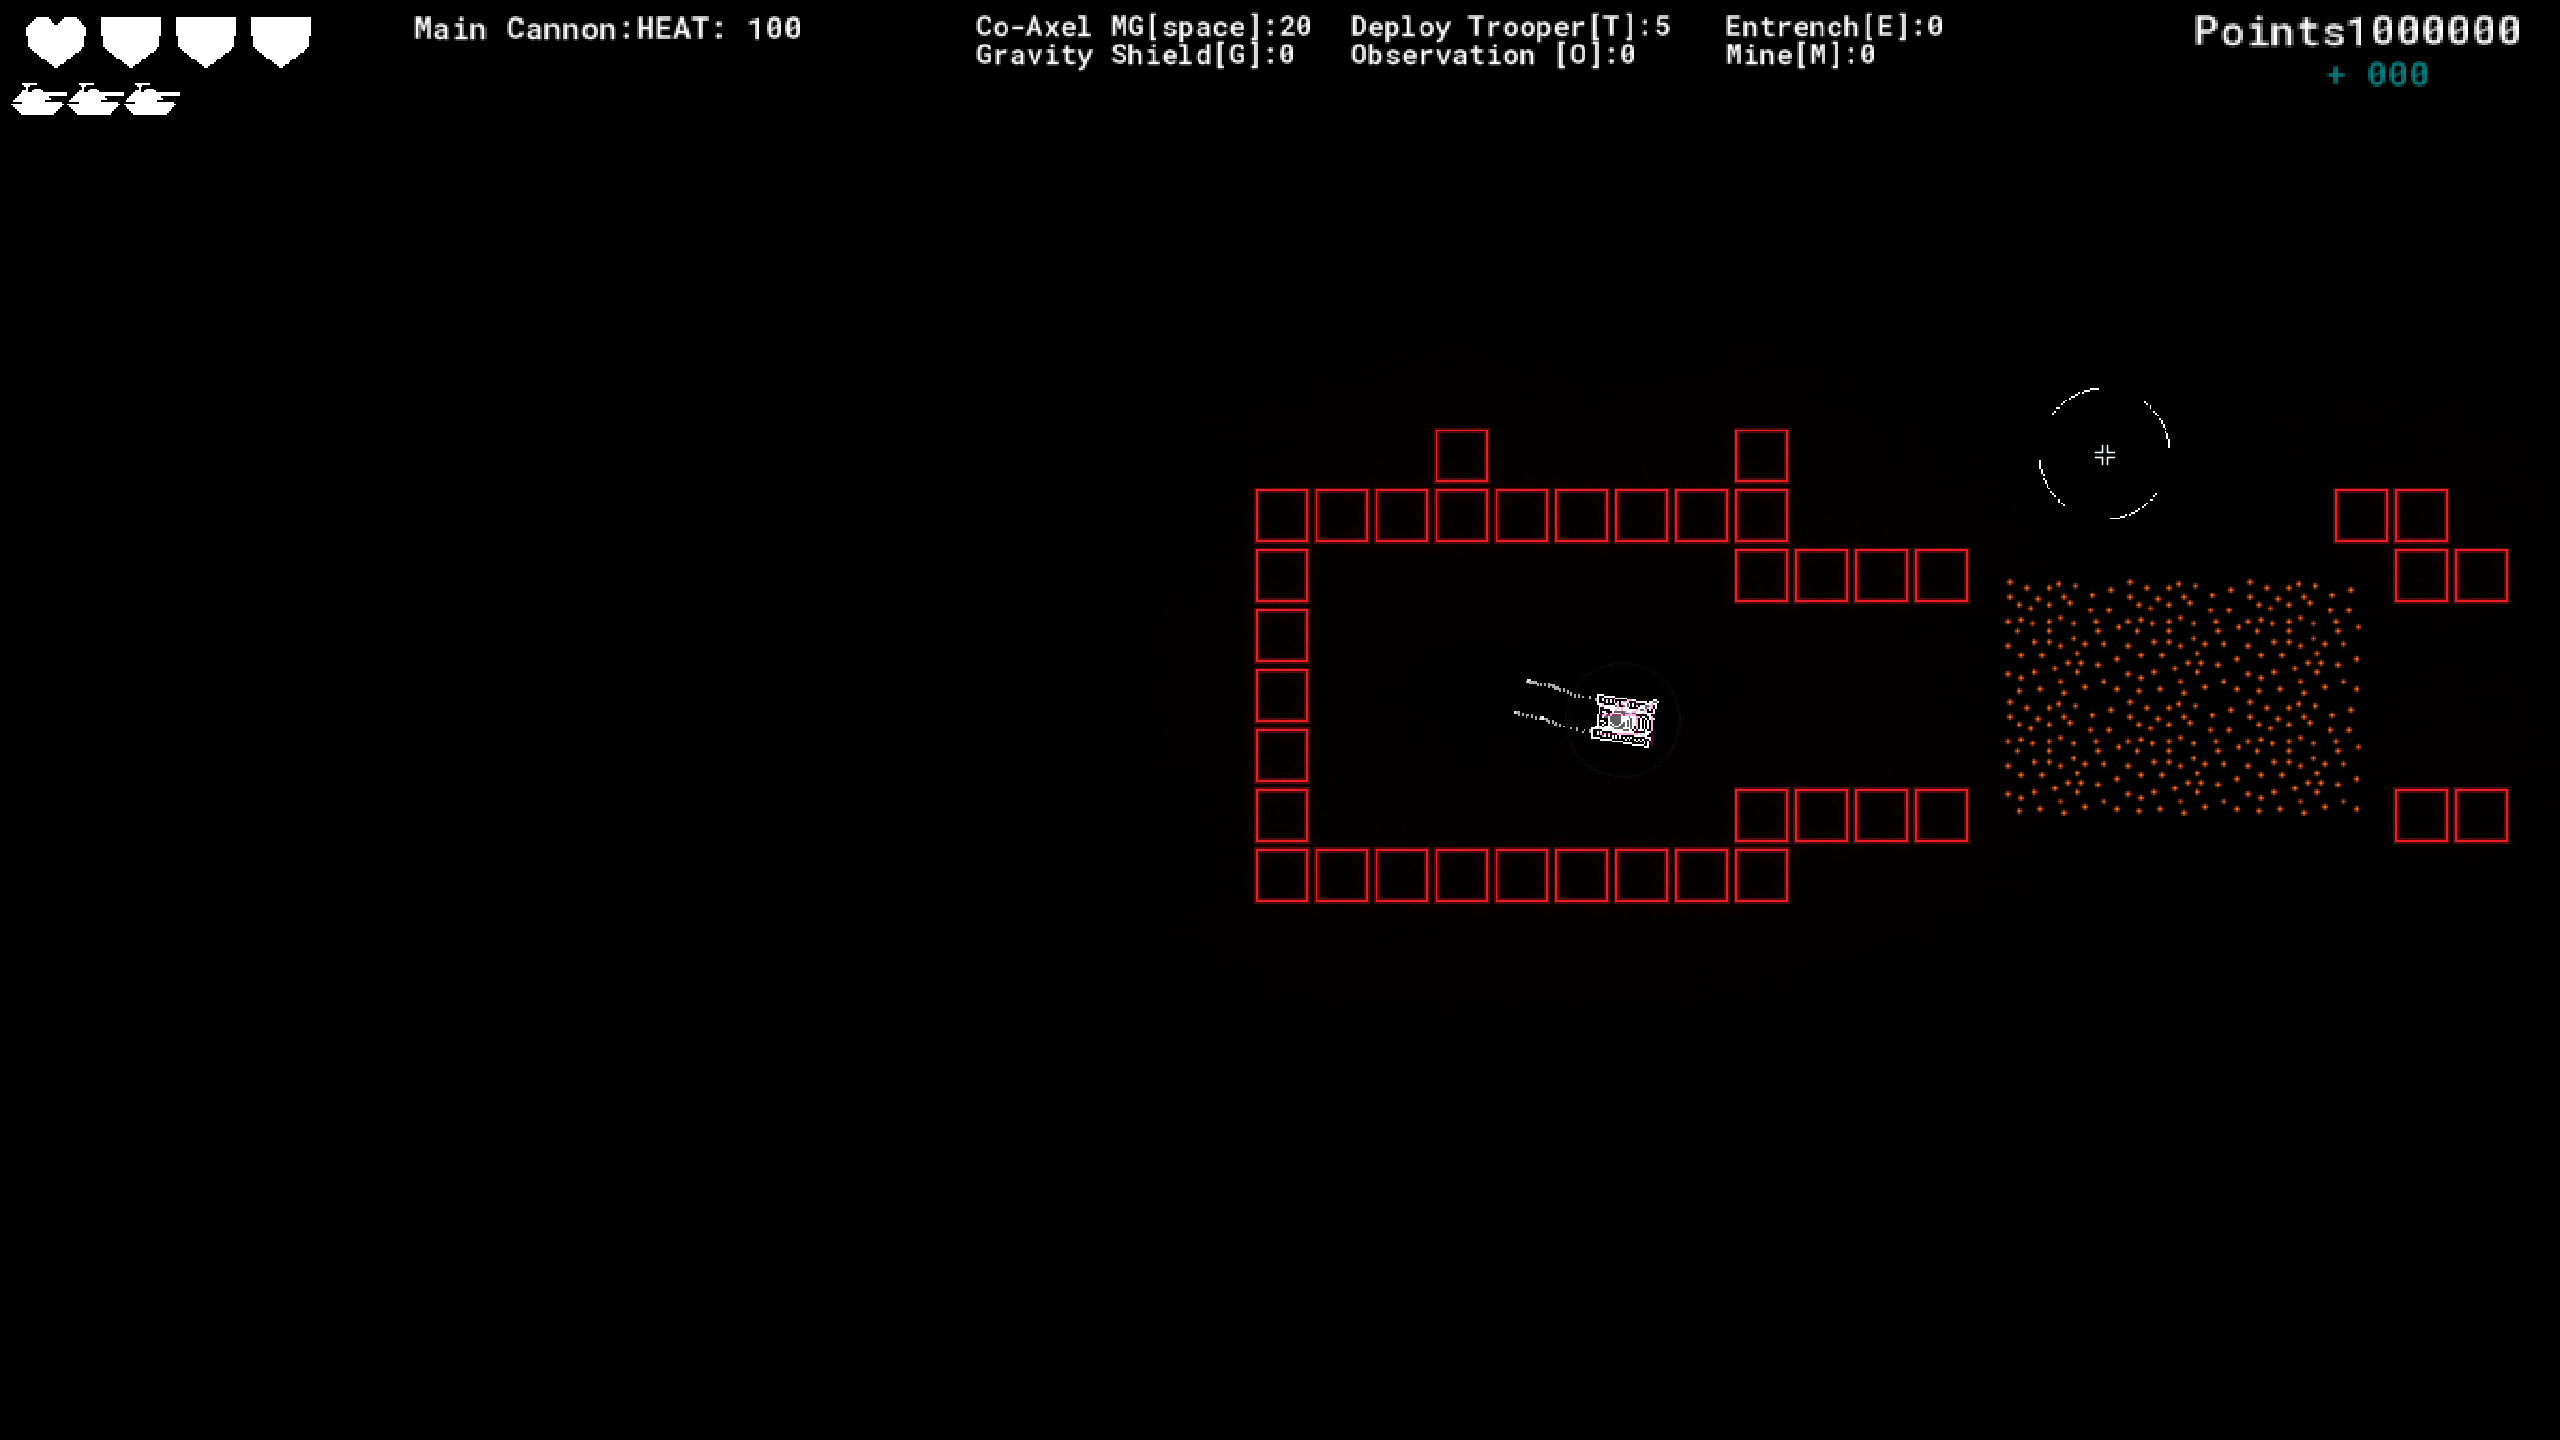 Main Cannon:HEAT: 100
Co-Axel MG[space]:20 Deploy Trooper[T]:5 Entrench[E]:0
Gravity Shield[G]:0 Observation [O]:0 Mine[M]:0
Points1000000
+ 000